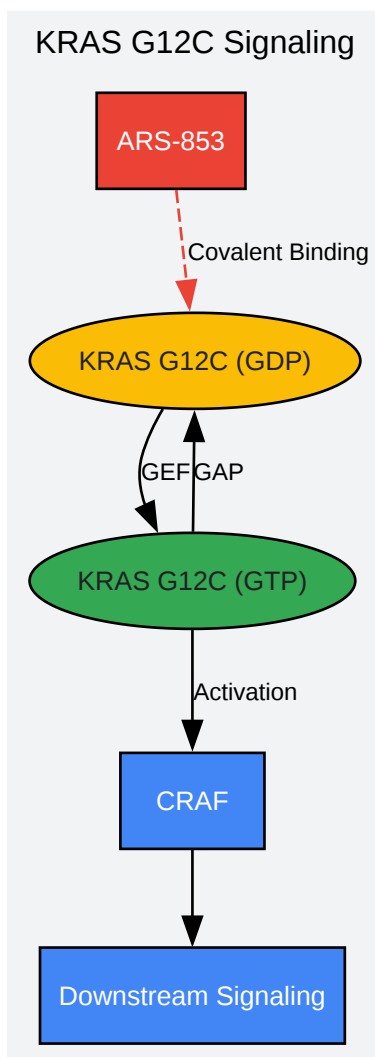 KRAS G12C Signaling
ARS-853
Covalent Binding
KRAS G12C (GDP)
GEF GAP
KRAS G12C (GTP)
Activation
CRAF
Downstream Signaling